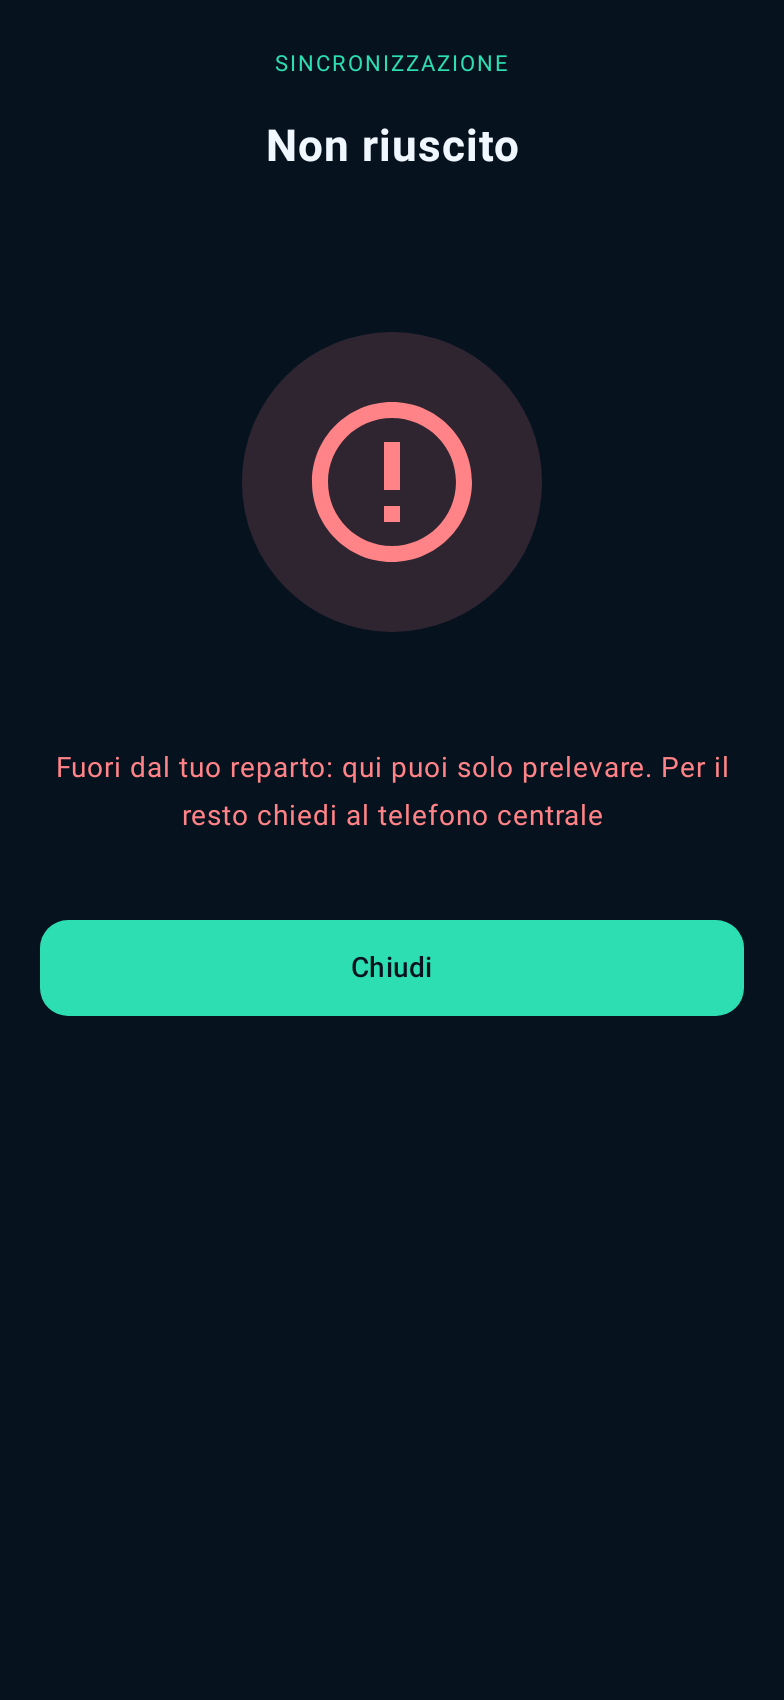 SINCRONIZZAZIONE
Non riuscito
Fuori dal tuo reparto: qui puoi solo prelevare. Per il
resto chiedi al telefono centrale
Chiudi